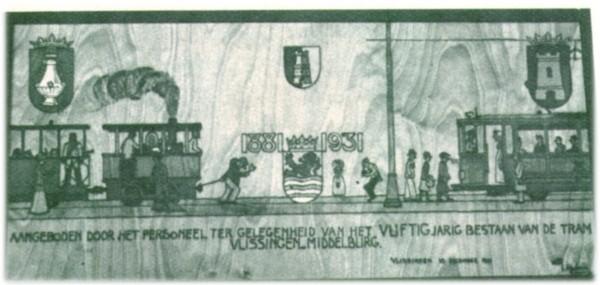 1881 1931
AANGEBODEN DOOR HET PERSONEEL TER GELEGENHEID VAN HET VIJFTIGJARIG BESTAAN VAN DE TRAM
VLISSINGEN MIDDELBURG.
VLISSINGEN